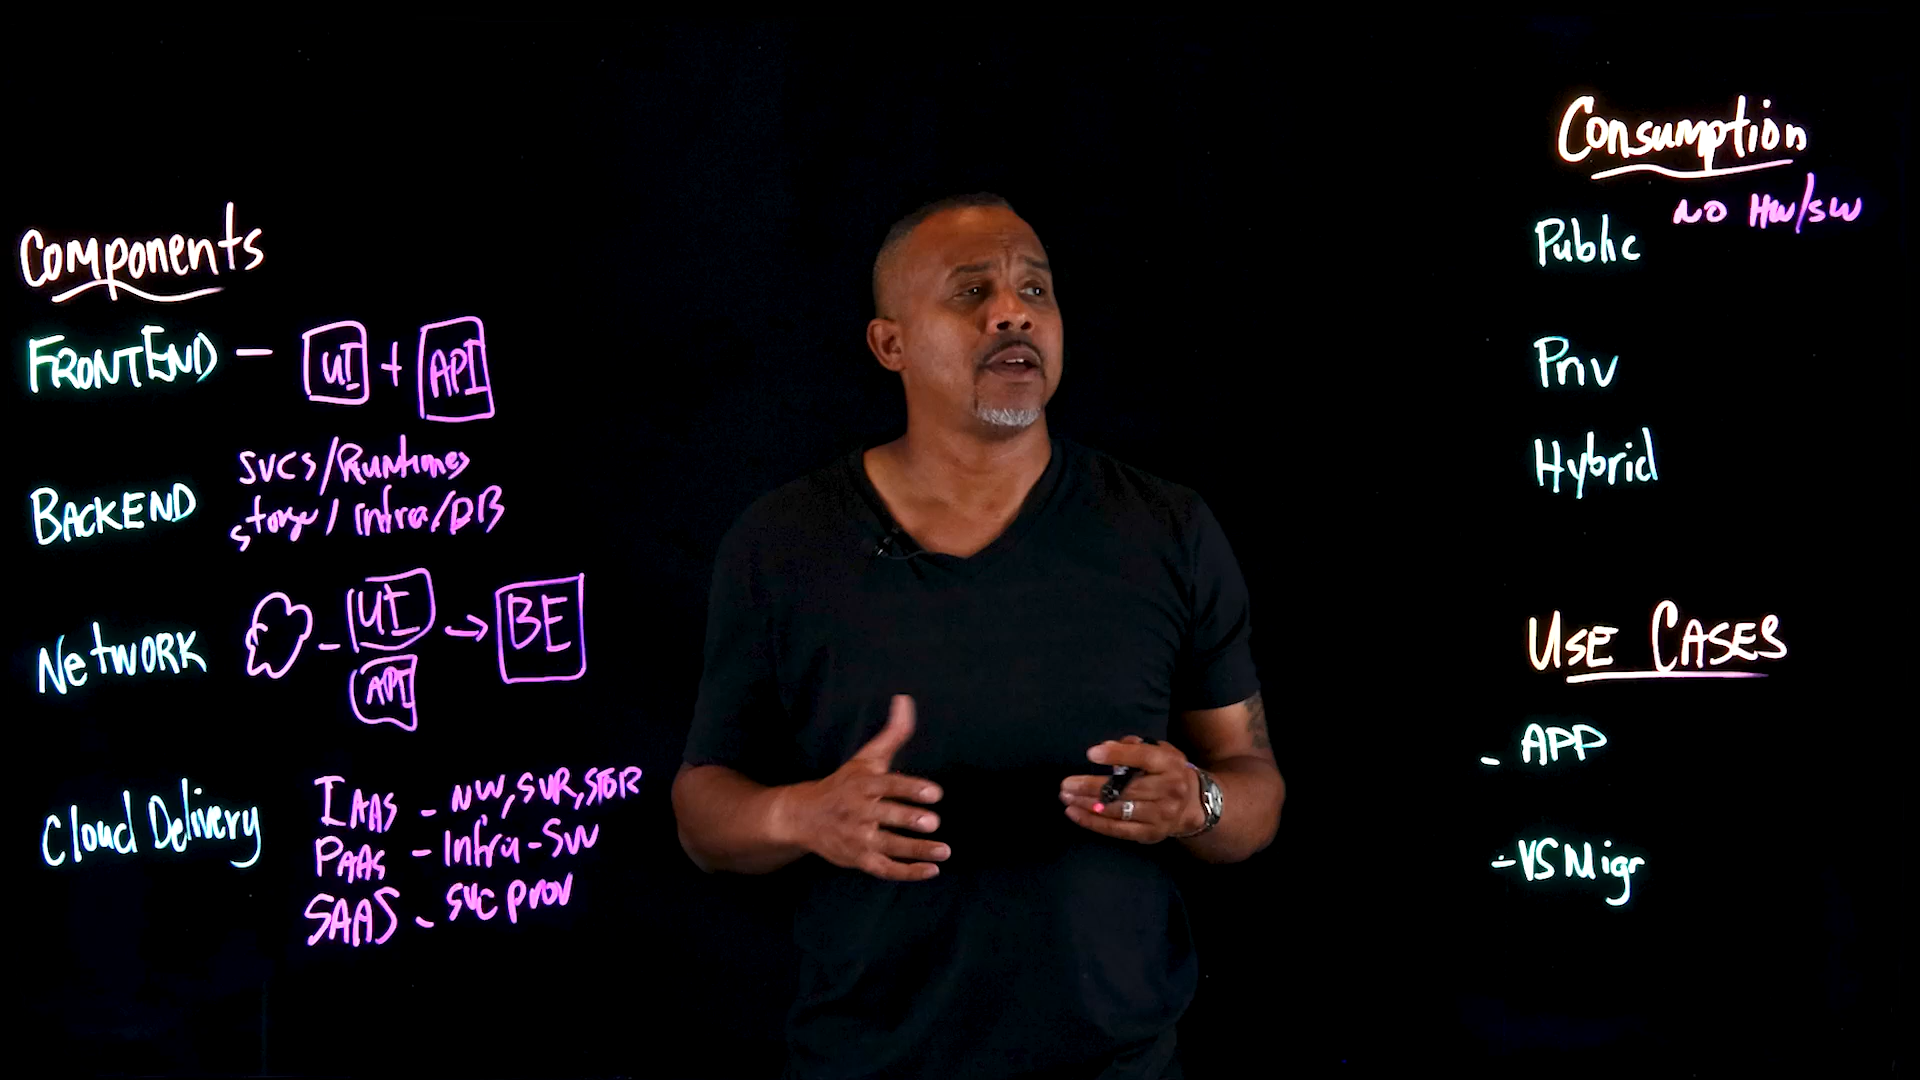 Components
FRONTEND - UI + API
SVCS/Runtimes
BACKEND
storge/Infra/DB
NETWORK - UI → BE
API
Cloud Delivery
IAAS - NW, SVR, STOR
PAAS - Infra-SW
SAAS - SVC prov
Consumption
NO HW/SW
Public
Priv
Hybrid
USE CASES
- APP
- VS Migr